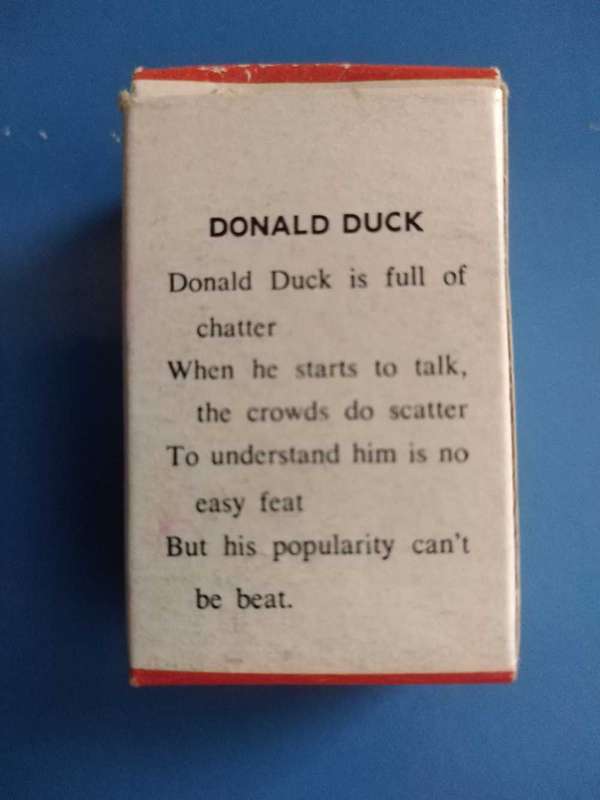 DONALD DUCK
Donald Duck is full of
chatter
When he starts to talk,
the crowds do scatter
To understand him is no
easy feat
But his popularity can't
be beat.